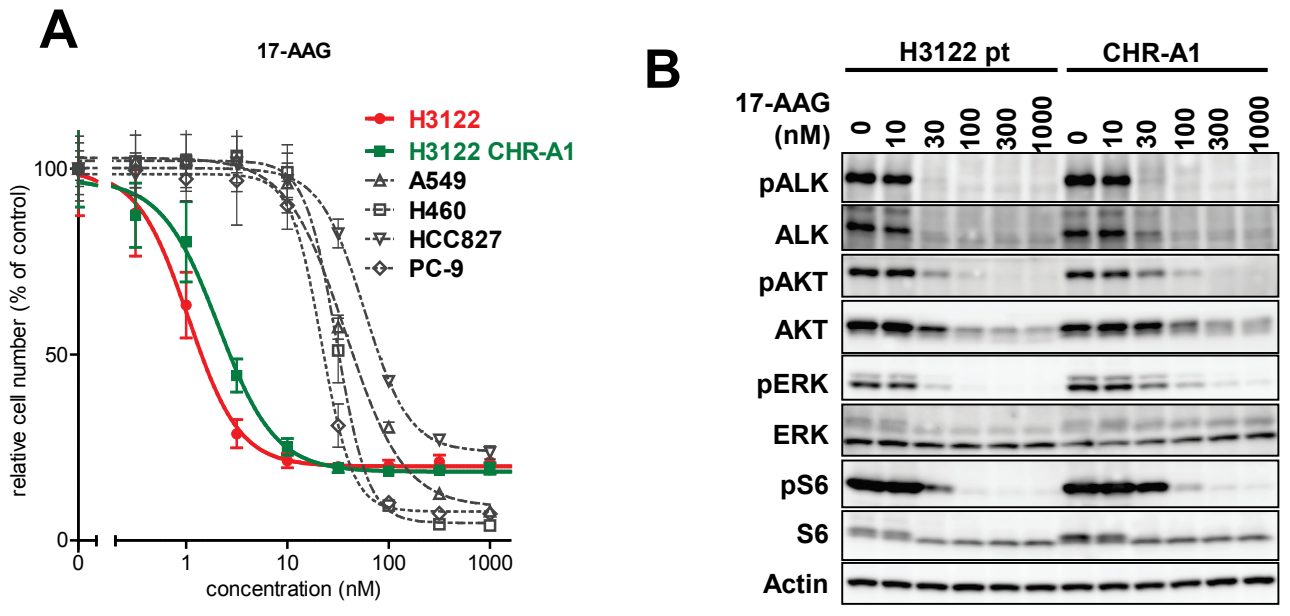 A
17-AAG
H3122
H3122 CHR-A1
A549
H460
HCC827
PC-9
relative cell number (% of control)
100
50
0
0 1 10 100 1000
concentration (nM)
B
H3122 pt CHR-A1
17-AAG
(nM)
0 10 30 100 300 1000 0 10 30 100 300 1000
pALK
ALK
pAKT
AKT
pERK
ERK
pS6
S6
Actin